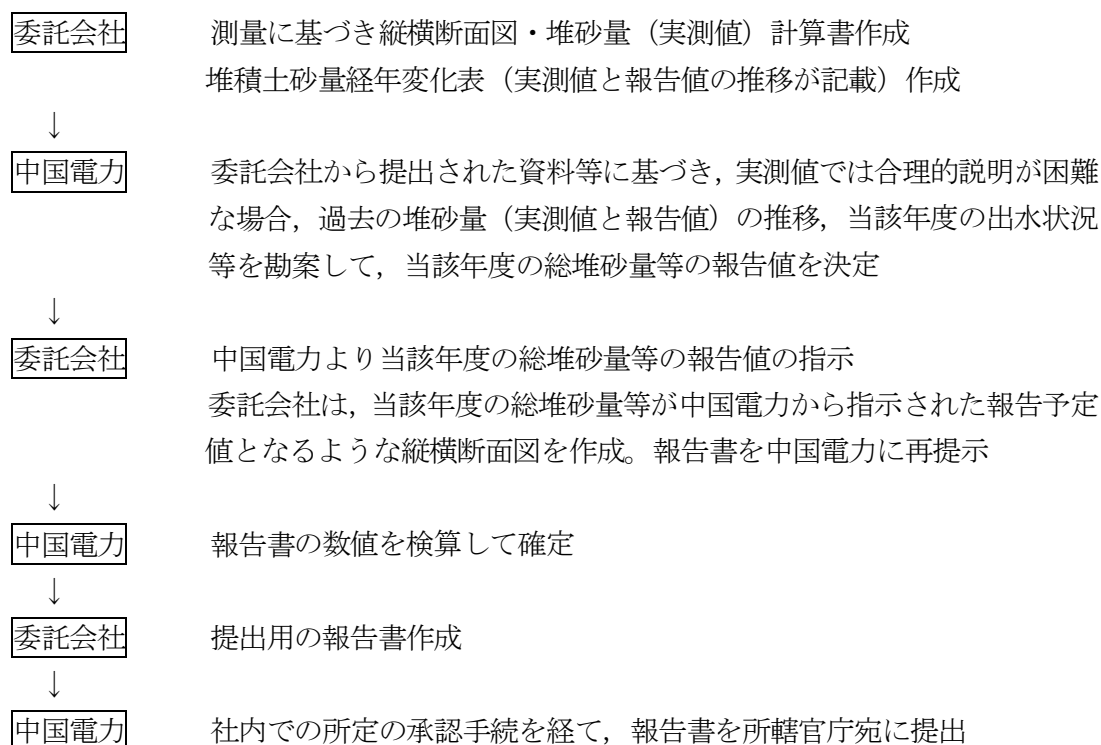 委託会社 測量に基づき縦横断面図・堆砂量（実測値）計算書作成
堆積土砂量経年変化表（実測値と報告値の推移が記載）作成
↓
中国電力 委託会社から提出された資料等に基づき，実測値では合理的説明が困難
な場合，過去の堆砂量（実測値と報告値）の推移，当該年度の出水状況
等を勘案して，当該年度の総堆砂量等の報告値を決定
↓
委託会社 中国電力より当該年度の総堆砂量等の報告値の指示
委託会社は，当該年度の総堆砂量等が中国電力から指示された報告予定
値となるような縦横断面図を作成。報告書を中国電力に再提示
↓
中国電力 報告書の数値を検算して確定
↓
委託会社 提出用の報告書作成
↓
中国電力 社内での所定の承認手続を経て，報告書を所轄官庁宛に提出